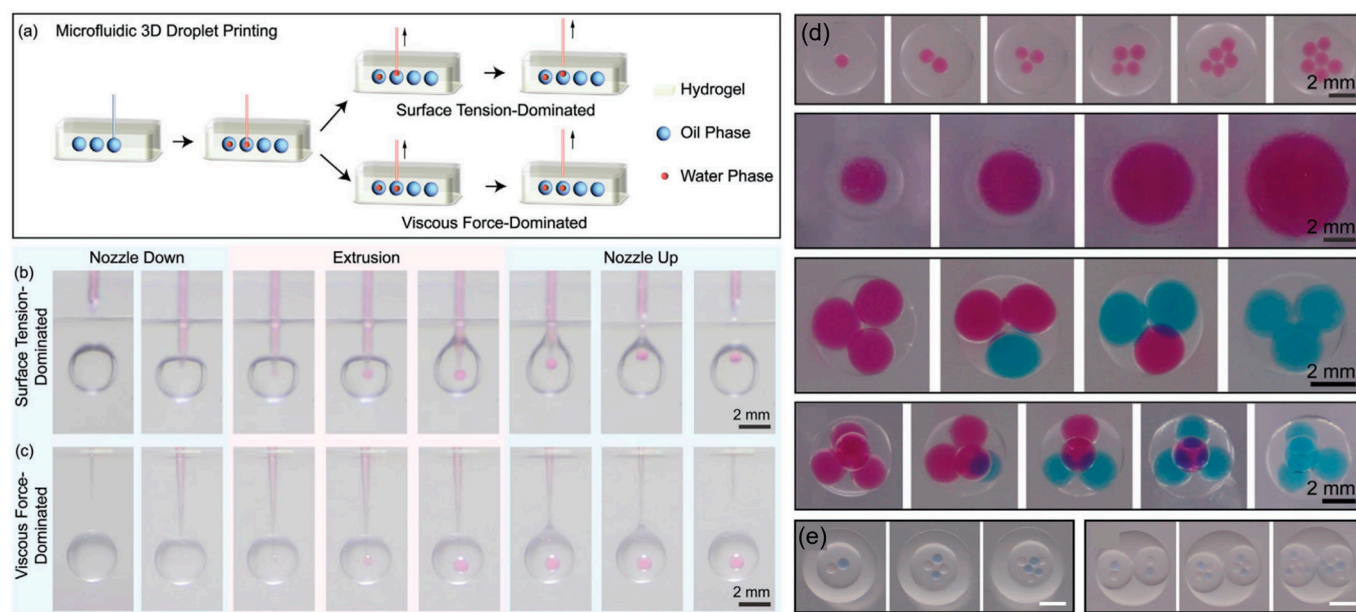 (a) Microfluidic 3D Droplet Printing
Surface Tension-Dominated
Viscous Force-Dominated
Hydrogel
Oil Phase
Water Phase
Nozzle Down
Extrusion
Nozzle Up
(b)
Surface Tension-
Dominated
2 mm
(c)
Viscous Force-
Dominated
2 mm
(d)
2 mm
2 mm
2 mm
2 mm
(e)